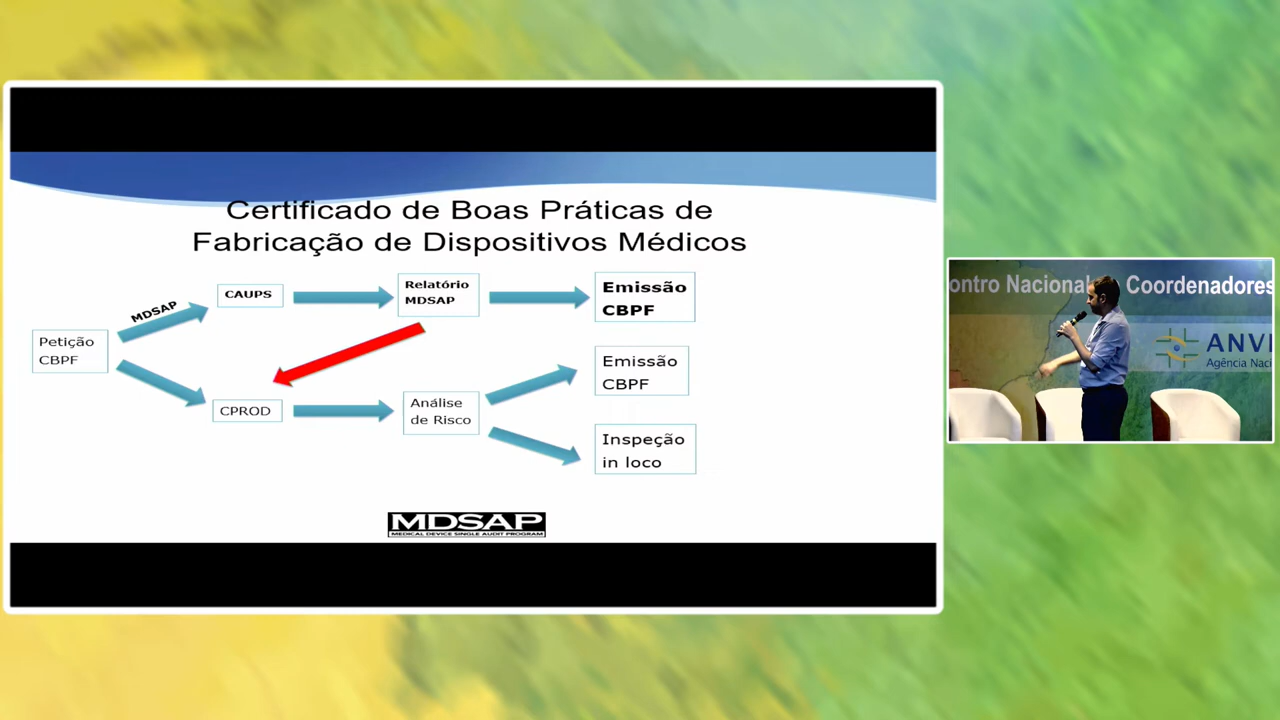 Certificado de Boas Práticas de
Fabricação de Dispositivos Médicos
MDSAP
CAUPS
Relatório
MDSAP
Emissão
CBPF
Petição
CBPF
Emissão
CBPF
CPROD
Análise
de Risco
Inspeção
in loco
MDSAP
MEDICAL DEVICE SINGLE AUDIT PROGRAM
ontro Nacional
Coordenadores
ANVI
Agência Naci